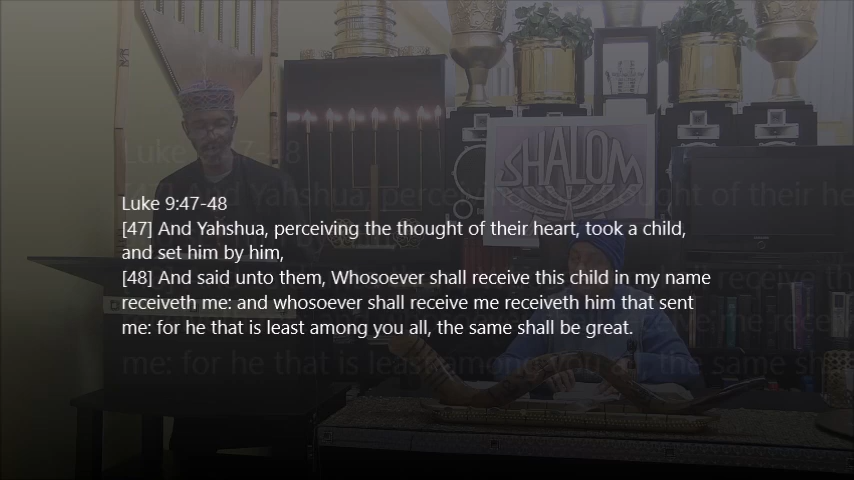 SHALOM
Luke 9:47-48
[47] And Yahshua, perceiving the thought of their heart, took a child,
and set him by him,
[48] And said unto them, Whosoever shall receive this child in my name
receiveth me: and whosoever shall receive me receiveth him that sent
me: for he that is least among you all, the same shall be great.